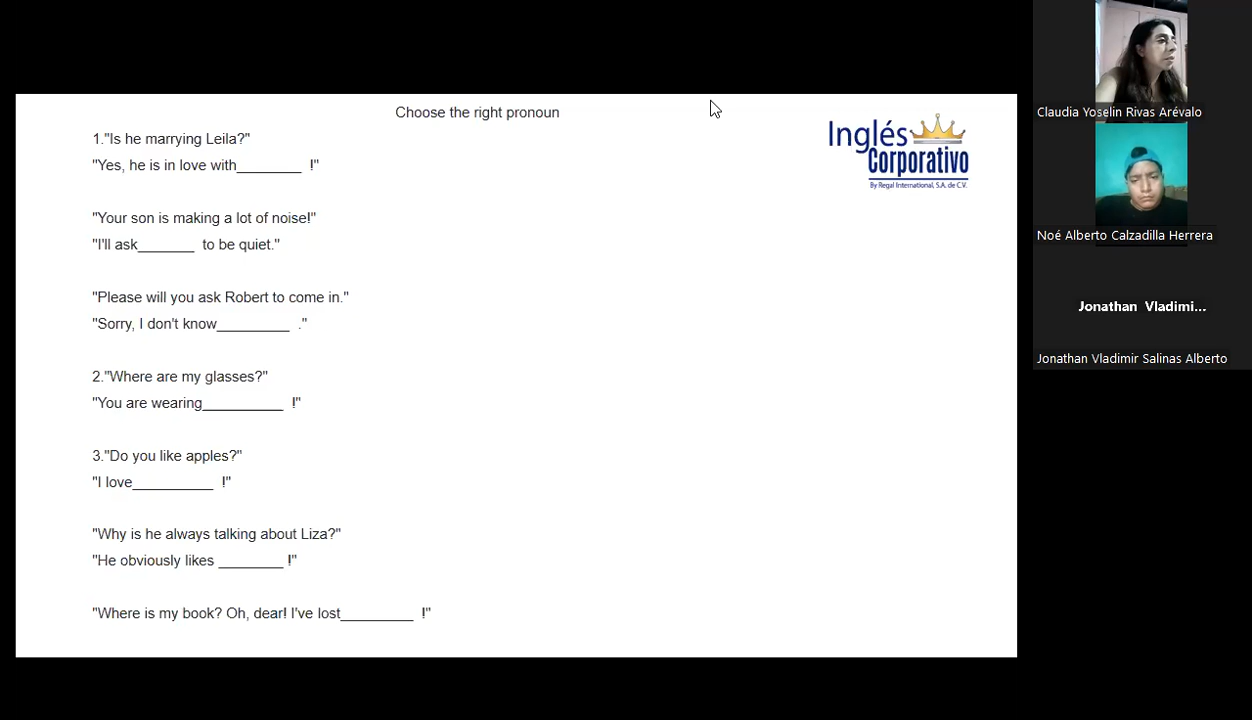 Choose the right pronoun
1."Is he marrying Leila?"
"Yes, he is in love with________ !"
"Your son is making a lot of noise!"
"I'll ask_______ to be quiet."
"Please will you ask Robert to come in."
"Sorry, I don't know_________ ."
2."Where are my glasses?"
"You are wearing__________ !"
3."Do you like apples?"
"I love__________ !"
"Why is he always talking about Liza?"
"He obviously likes ________ !"
"Where is my book? Oh, dear! I've lost_________ !"
Inglés
Corporativo
By Regal International, S.A. de C.V.
Claudia Yoselin Rivas Arévalo
Noé Alberto Calzadilla Herrera
Jonathan Vladimi...
Jonathan Vladimir Salinas Alberto